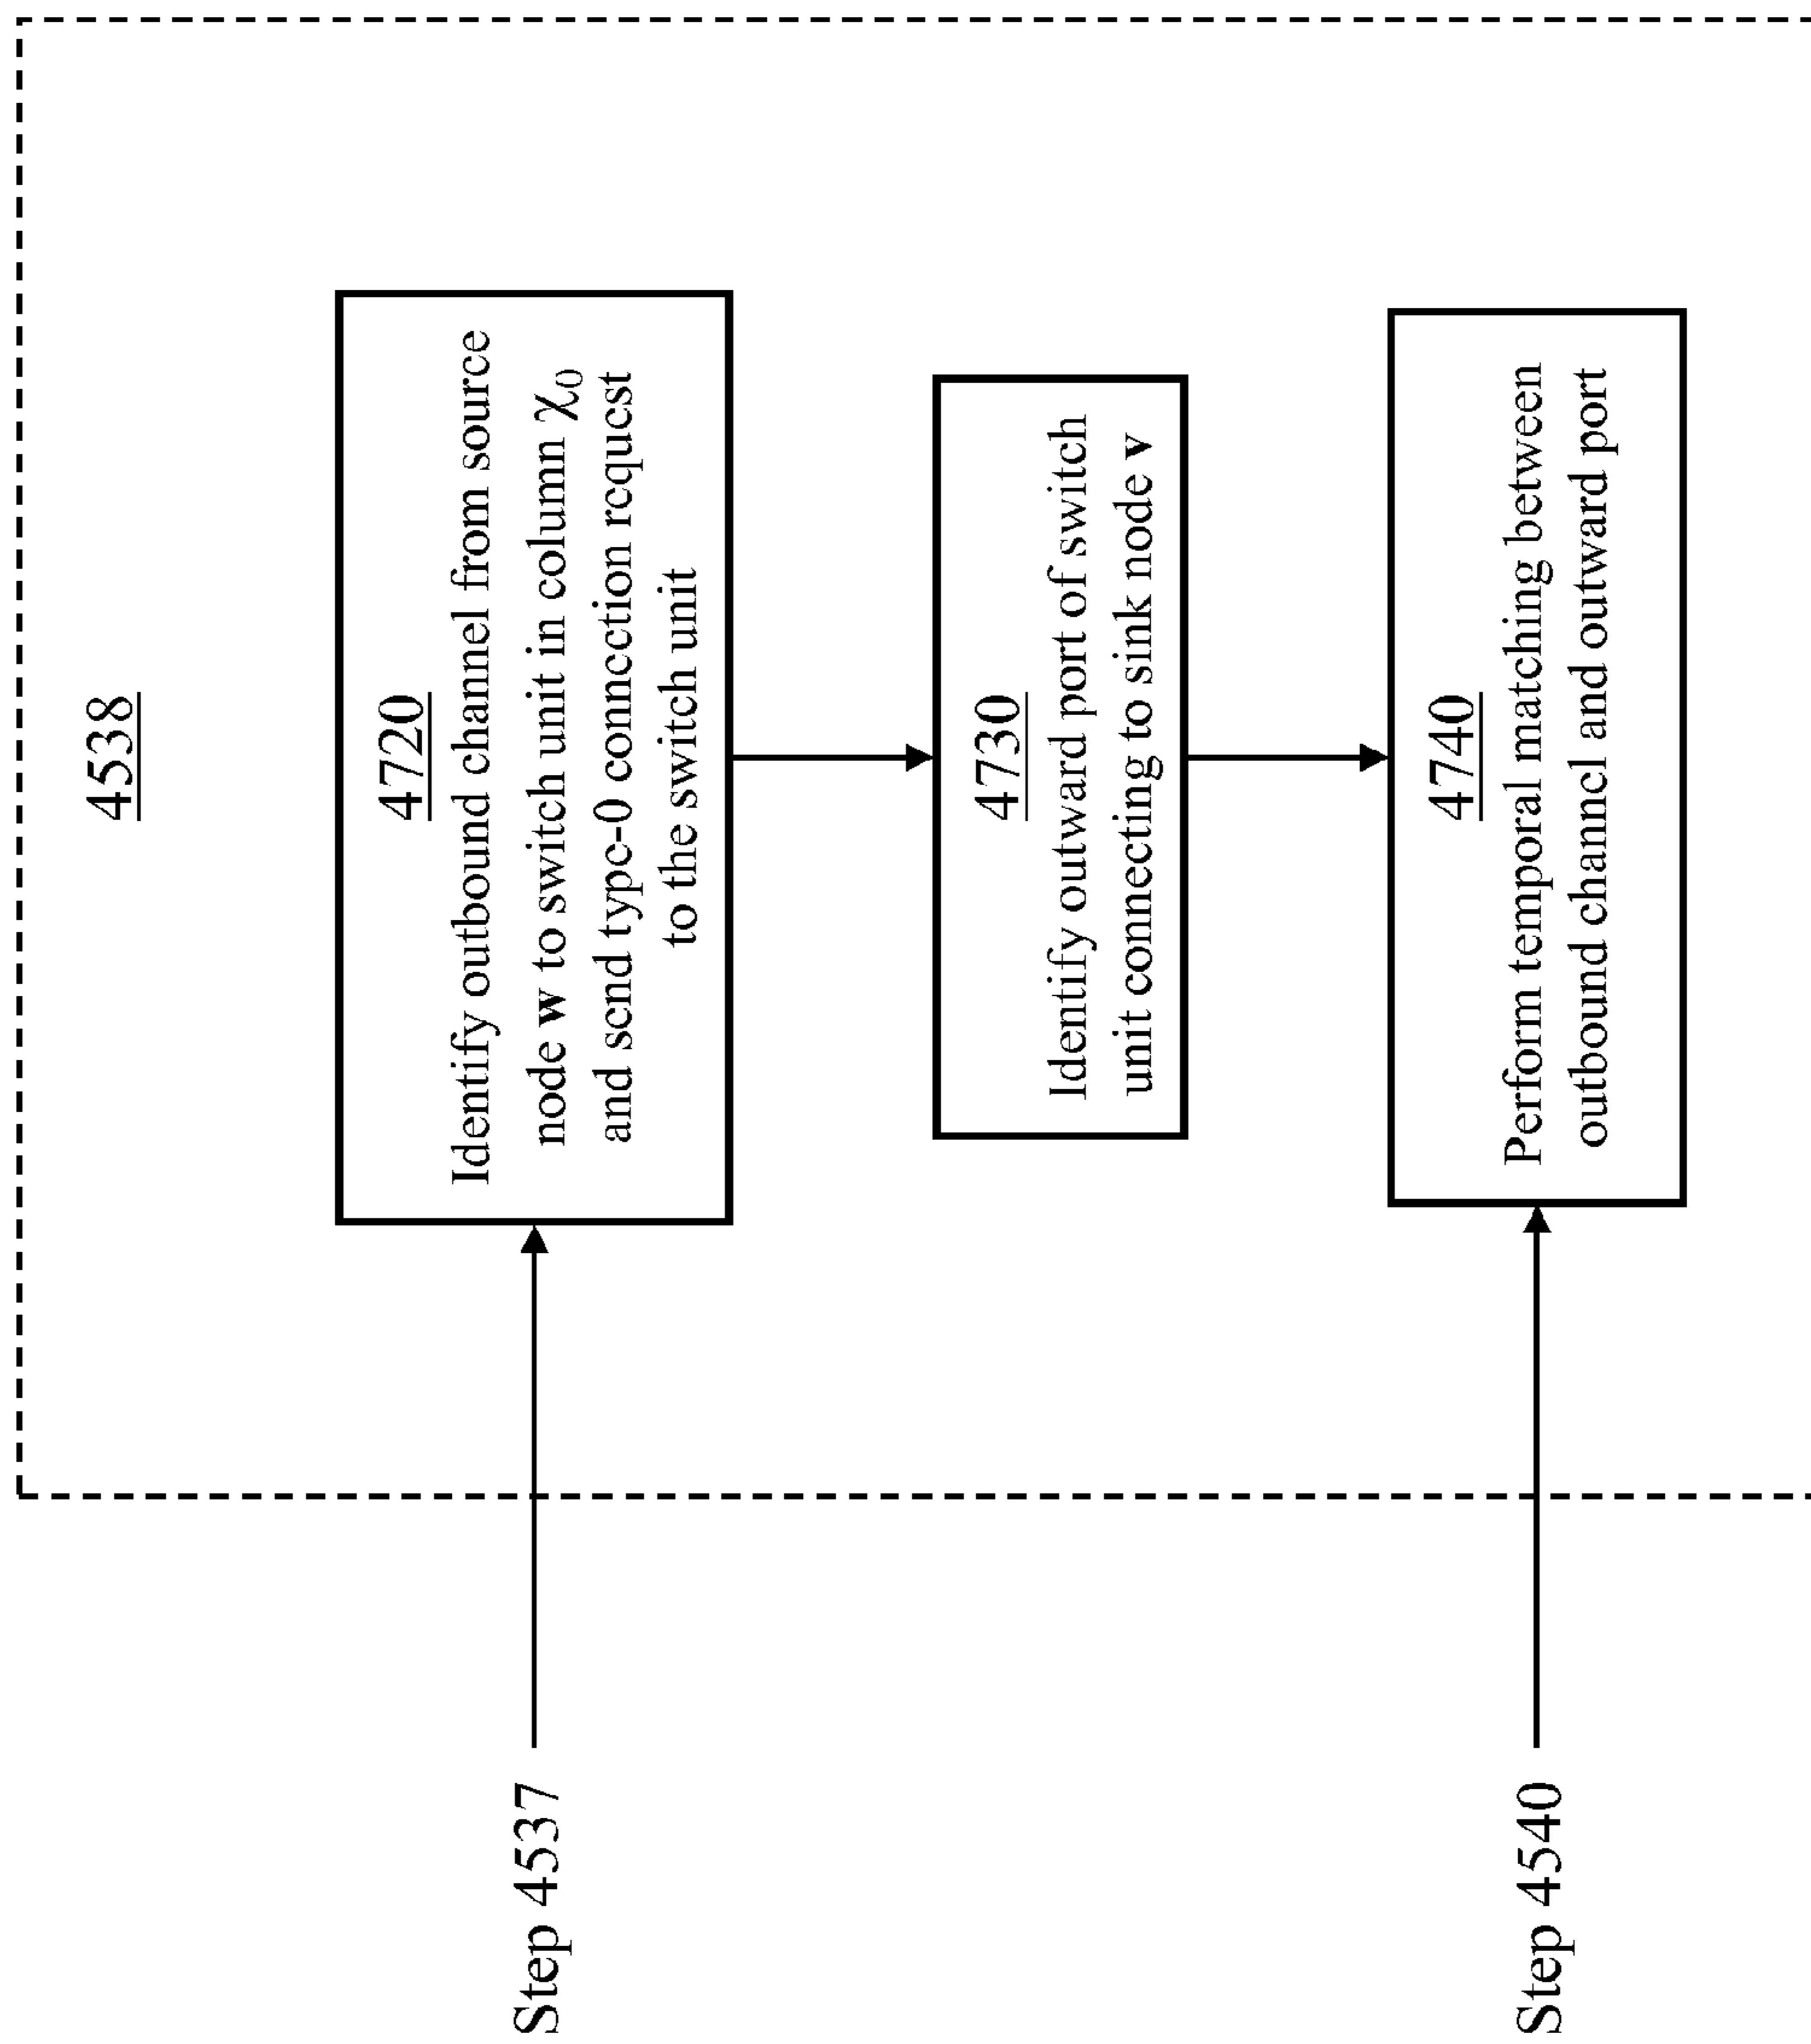 4538
4720
Identify outbound channel from source
node w to switch unit in column χ0
and send type-0 connection request
to the switch unit
4730
Identify outward port of switch
unit connecting to sink node v
4740
Perform temporal matching between
outbound channel and outward port
Step 4537
Step 4540